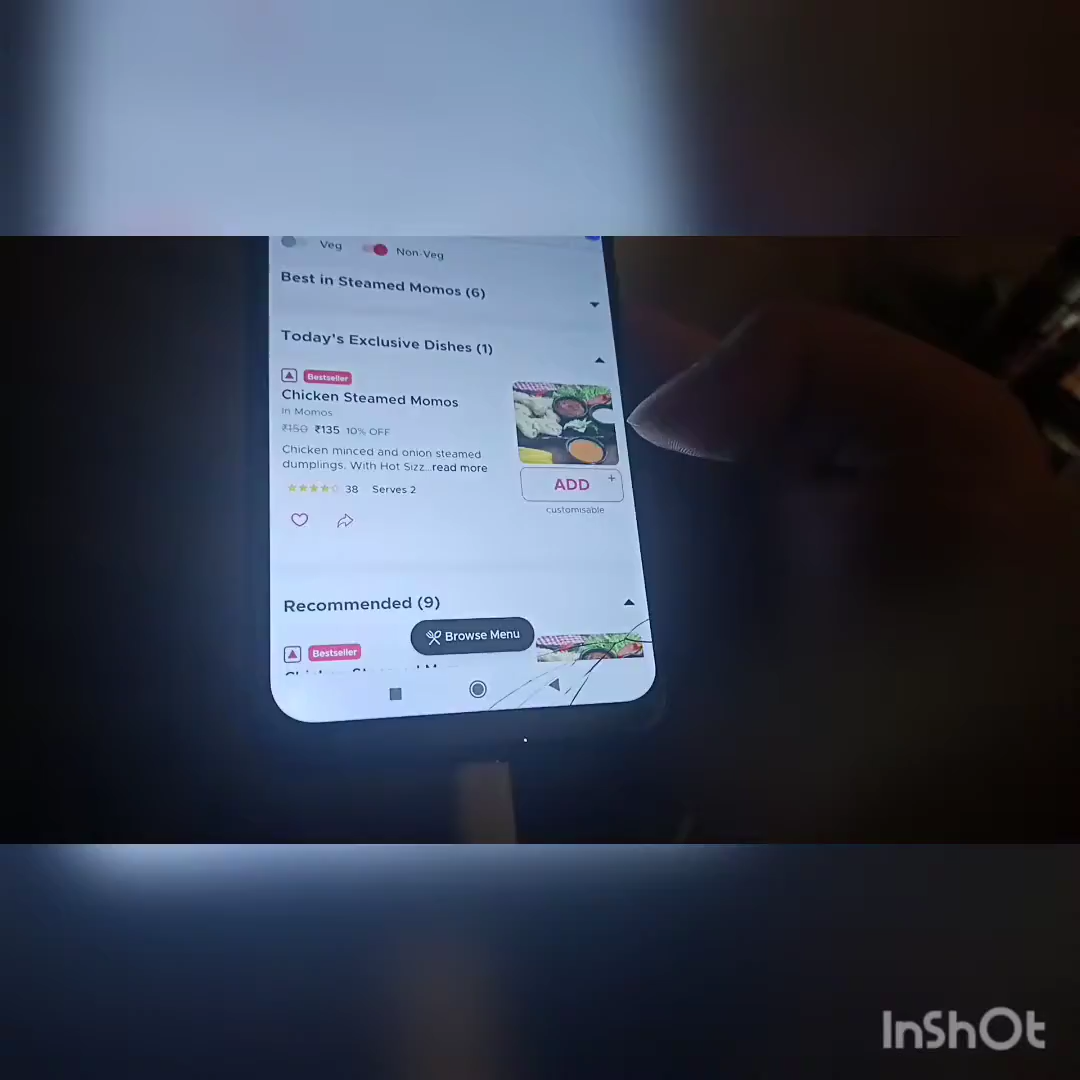 Veg Non-Veg
Best in Steamed Momos (6)
Today's Exclusive Dishes (1)
Bestseller
Chicken Steamed Momos
in Momos
₹150 ₹135 10% OFF
Chicken minced and onion steamed
dumplings. With Hot Sizz...read more
38 Serves 2
ADD +
customisable
Recommended (9)
Browse Menu
Bestseller
InShOt